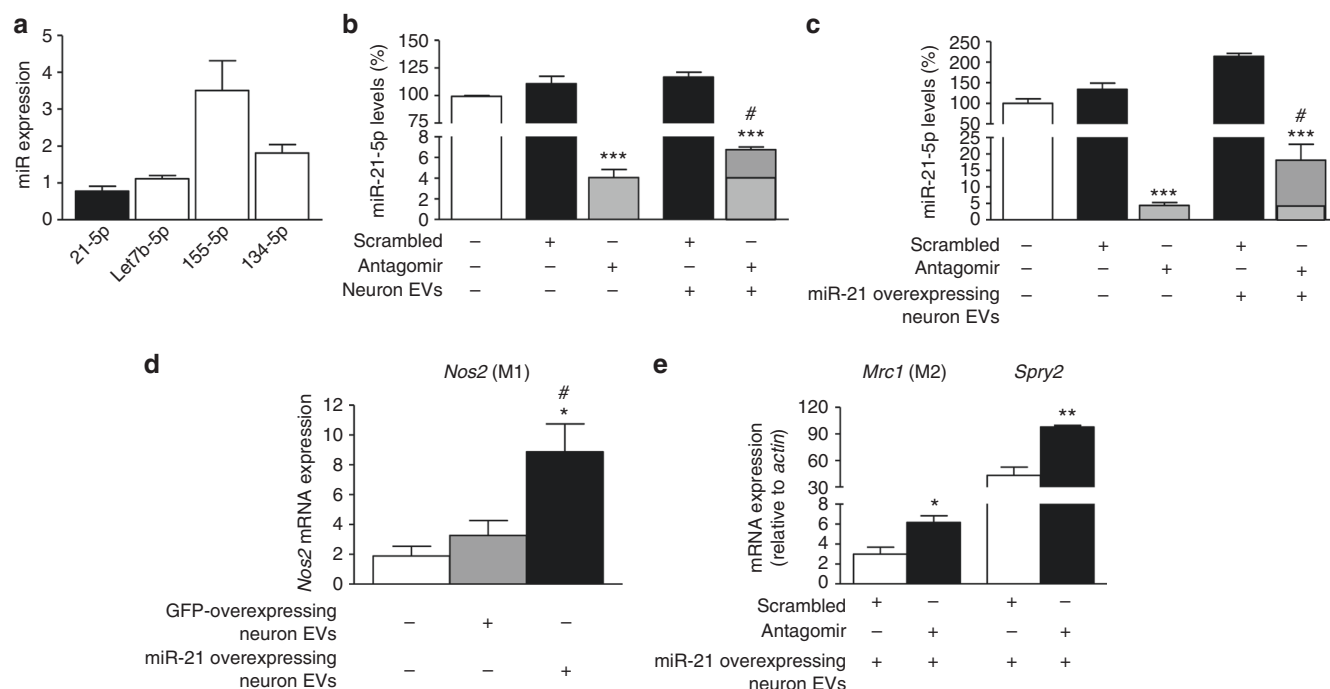 a
miR expression
5
4
3
2
1
0
21-5p
Let7b-5p
155-5p
134-5p
b
miR-21-5p levels (%)
150
125
100
75
8
6
4
2
0
***
#
***
Scrambled – + – + –
Antagomir – – + – +
Neuron EVs – – – + +
c
miR-21-5p levels (%)
250
200
150
100
50
25
20
15
10
5
0
***
#
***
Scrambled – + – + –
Antagomir – – + – +
miR-21 overexpressing – – – + +
neuron EVs
d
Nos2 (M1)
Nos2 mRNA expression
12
10
8
6
4
2
0
#
*
GFP-overexpressing
neuron EVs – + –
miR-21 overexpressing
neuron EVs – – +
e
Mrc1 (M2) Spry2
mRNA expression
(relative to actin)
120
90
60
30
8
6
4
2
0
*
**
Scrambled + – + –
Antagomir – + – +
miR-21 overexpressing + + + +
neuron EVs